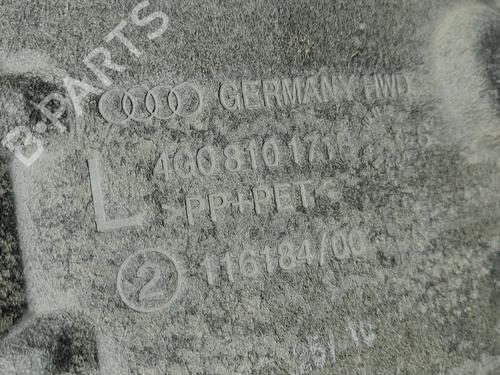 B-PARTS
GERMANY HWD
L
4G0 810 171
>PP+PET<
2 116184/00